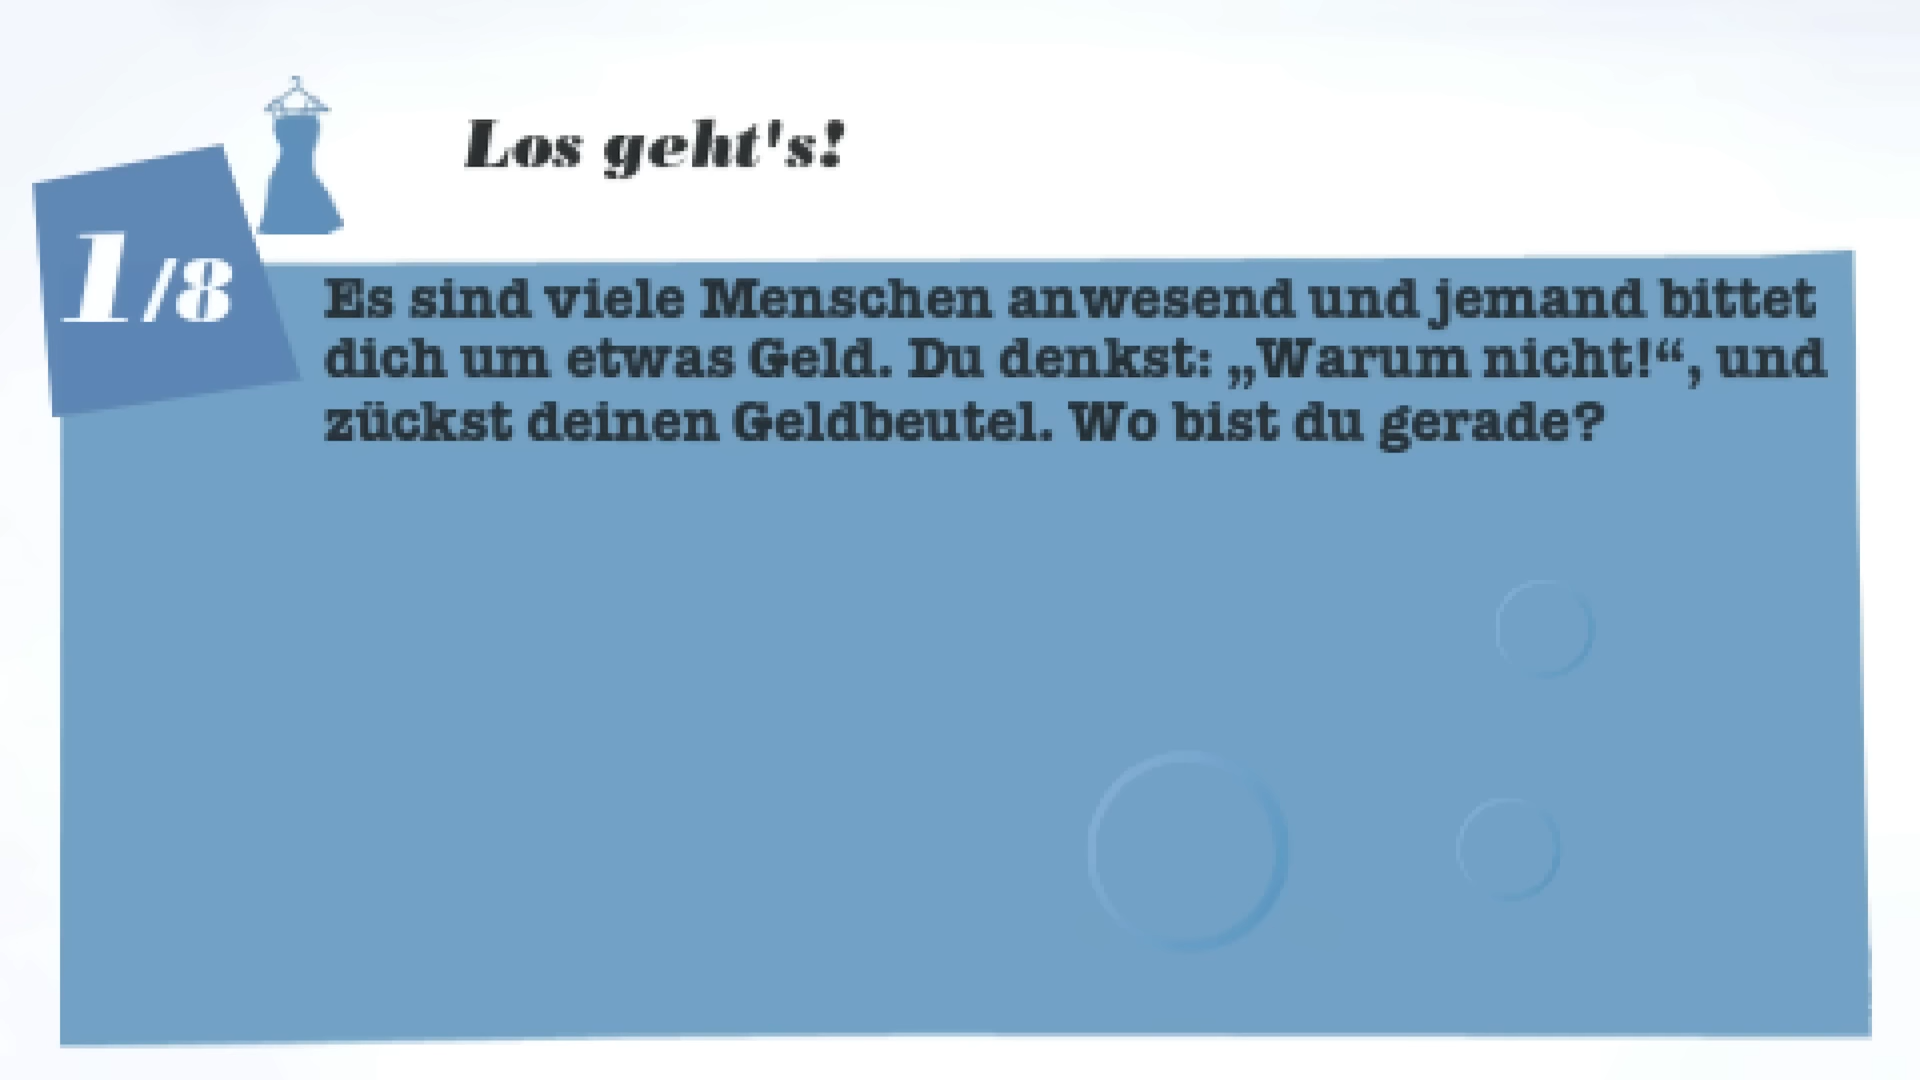 Los geht's!
1/8
Es sind viele Menschen anwesend und jemand bittet
dich um etwas Geld. Du denkst: „Warum nicht!“, und
zückst deinen Geldbeutel. Wo bist du gerade?